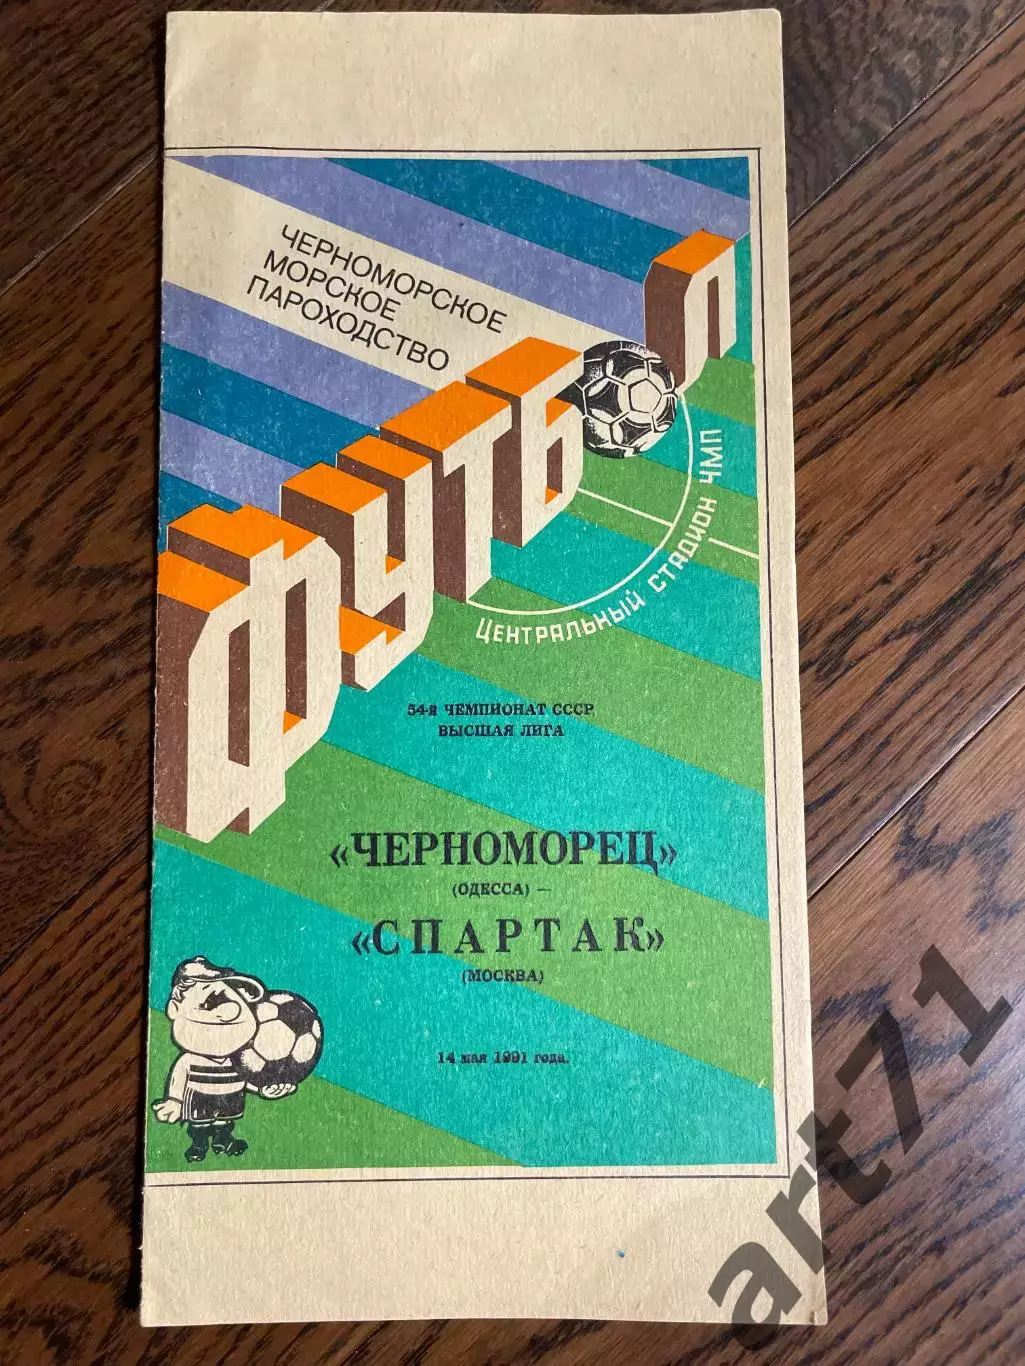 ЧЕРНОМОРСКОЕ
МОРСКОЕ
ПАРОХОДСТВО
ФУТБ Л
ЦЕНТРАЛЬНЫЙ СТАДИОН ЧМП
54-й ЧЕМПИОНАТ СССР,
ВЫСШАЯ ЛИГА
«ЧЕРНОМОРЕЦ»
(ОДЕССА) —
«СПАРТАК»
(МОСКВА)
14 мая 1991 года.
art71